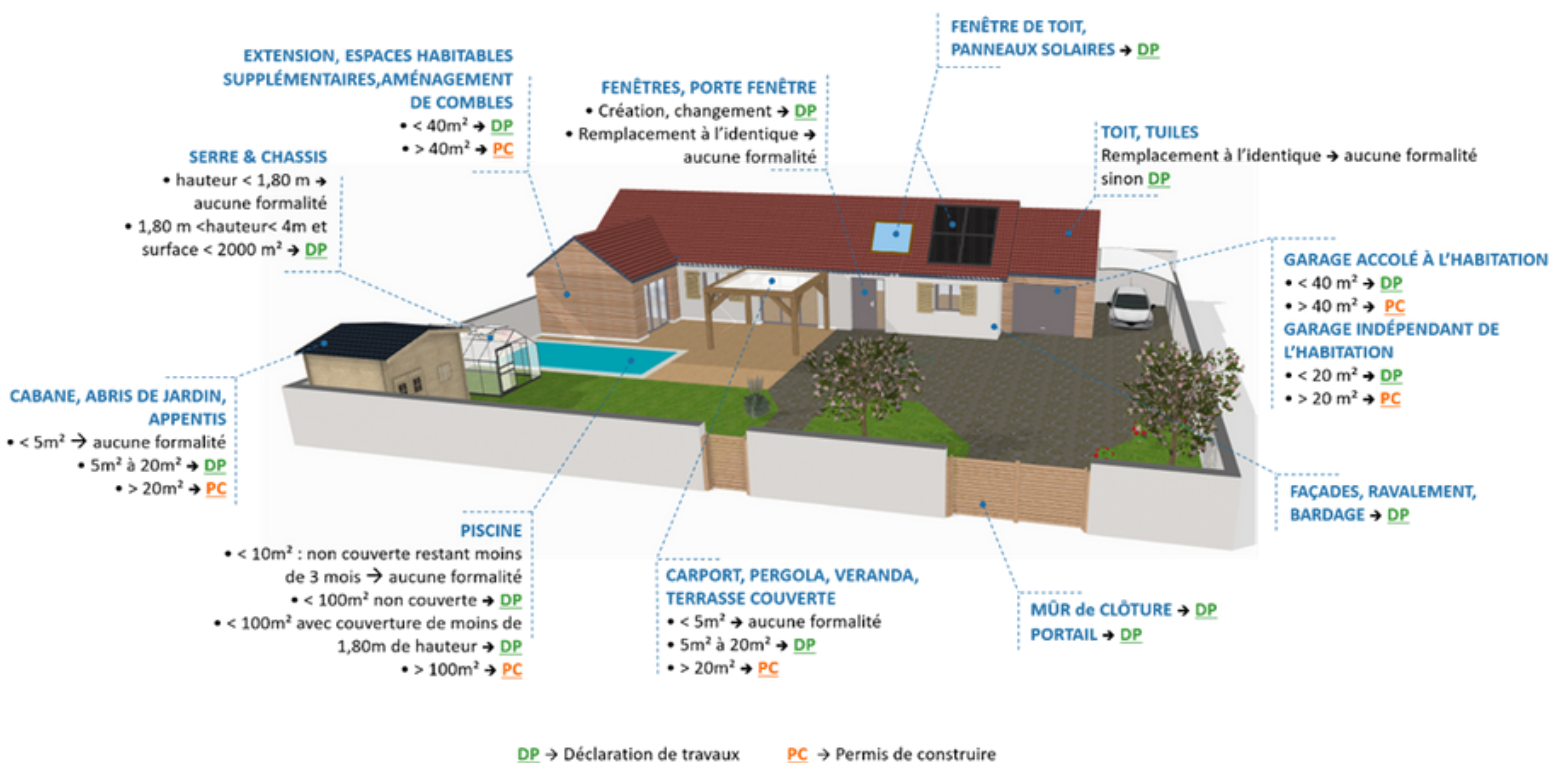 FENÊTRE DE TOIT,
PANNEAUX SOLAIRES → DP
EXTENSION, ESPACES HABITABLES
SUPPLÉMENTAIRES,AMÉNAGEMENT
DE COMBLES
• < 40m² → DP
• > 40m² → PC
FENÊTRES, PORTE FENÊTRE
• Création, changement → DP
• Remplacement à l'identique →
aucune formalité
TOIT, TUILES
Remplacement à l'identique → aucune formalité
sinon DP
SERRE & CHASSIS
• hauteur < 1,80 m →
aucune formalité
• 1,80 m <hauteur< 4m et
surface < 2000 m² → DP
GARAGE ACCOLÉ À L'HABITATION
• < 40 m² → DP
• > 40 m² → PC
GARAGE INDÉPENDANT DE
L'HABITATION
• < 20 m² → DP
• > 20 m² → PC
CABANE, ABRIS DE JARDIN,
APPENTIS
• < 5m² → aucune formalité
• 5m² à 20m² → DP
• > 20m² → PC
FAÇADES, RAVALEMENT,
BARDAGE → DP
PISCINE
• < 10m² : non couverte restant moins
de 3 mois → aucune formalité
• < 100m² non couverte → DP
• < 100m² avec couverture de moins de
1,80m de hauteur → DP
• > 100m² → PC
CARPORT, PERGOLA, VERANDA,
TERRASSE COUVERTE
• < 5m² → aucune formalité
• 5m² à 20m² → DP
• > 20m² → PC
MÛR de CLÔTURE → DP
PORTAIL → DP
DP → Déclaration de travaux PC → Permis de construire